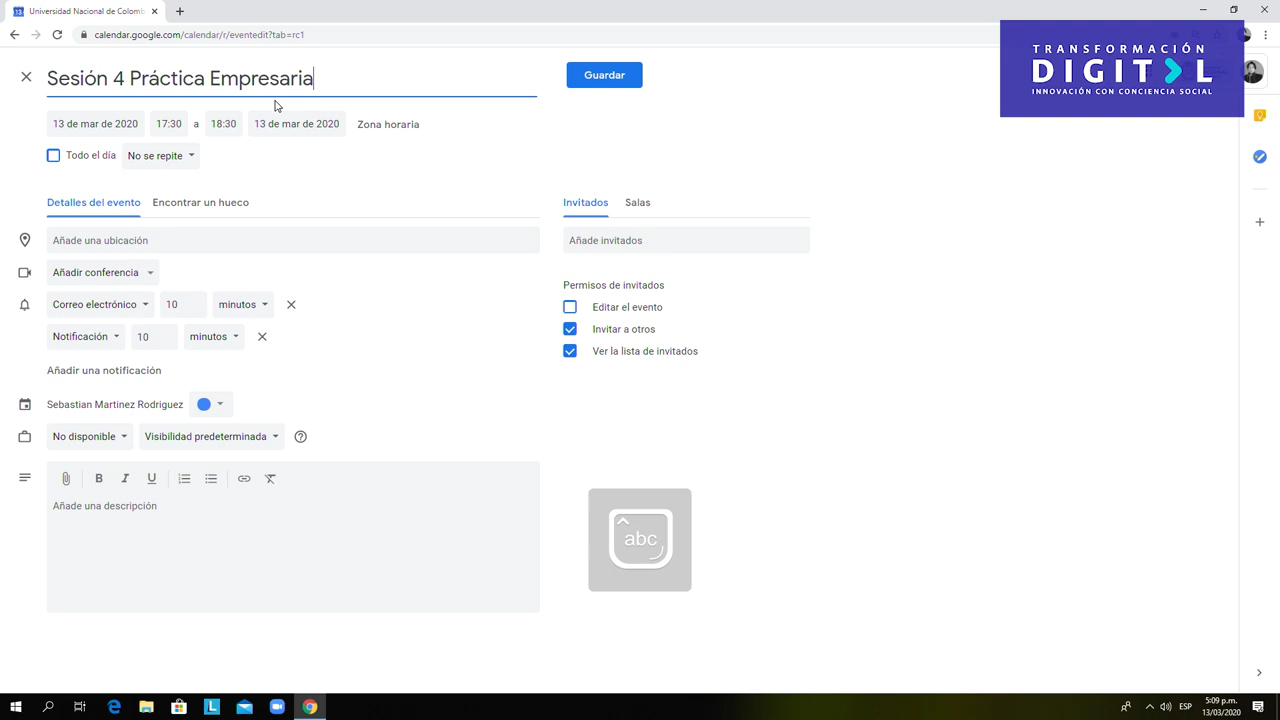 Universidad Nacional de Colomb
calendar.google.com/calendar/r/eventedit?tab=rc1
TRANSFORMACIÓN
DIGITAL
INNOVACIÓN CON CONCIENCIA SOCIAL
Sesión 4 Práctica Empresaria
Guardar
13 de mar de 2020 17:30 a 18:30 13 de mar de 2020 Zona horaria
Todo el día No se repite
Detalles del evento Encontrar un hueco
Invitados Salas
Añade una ubicación
Añade invitados
Añadir conferencia
Permisos de invitados
Correo electrónico 10 minutos
Editar el evento
Invitar a otros
Notificación 10 minutos
Ver la lista de invitados
Añadir una notificación
Sebastian Martinez Rodriguez
No disponible Visibilidad predeterminada
B I U
Añade una descripción
abc
ESP
5:09 p.m.
13/03/2020